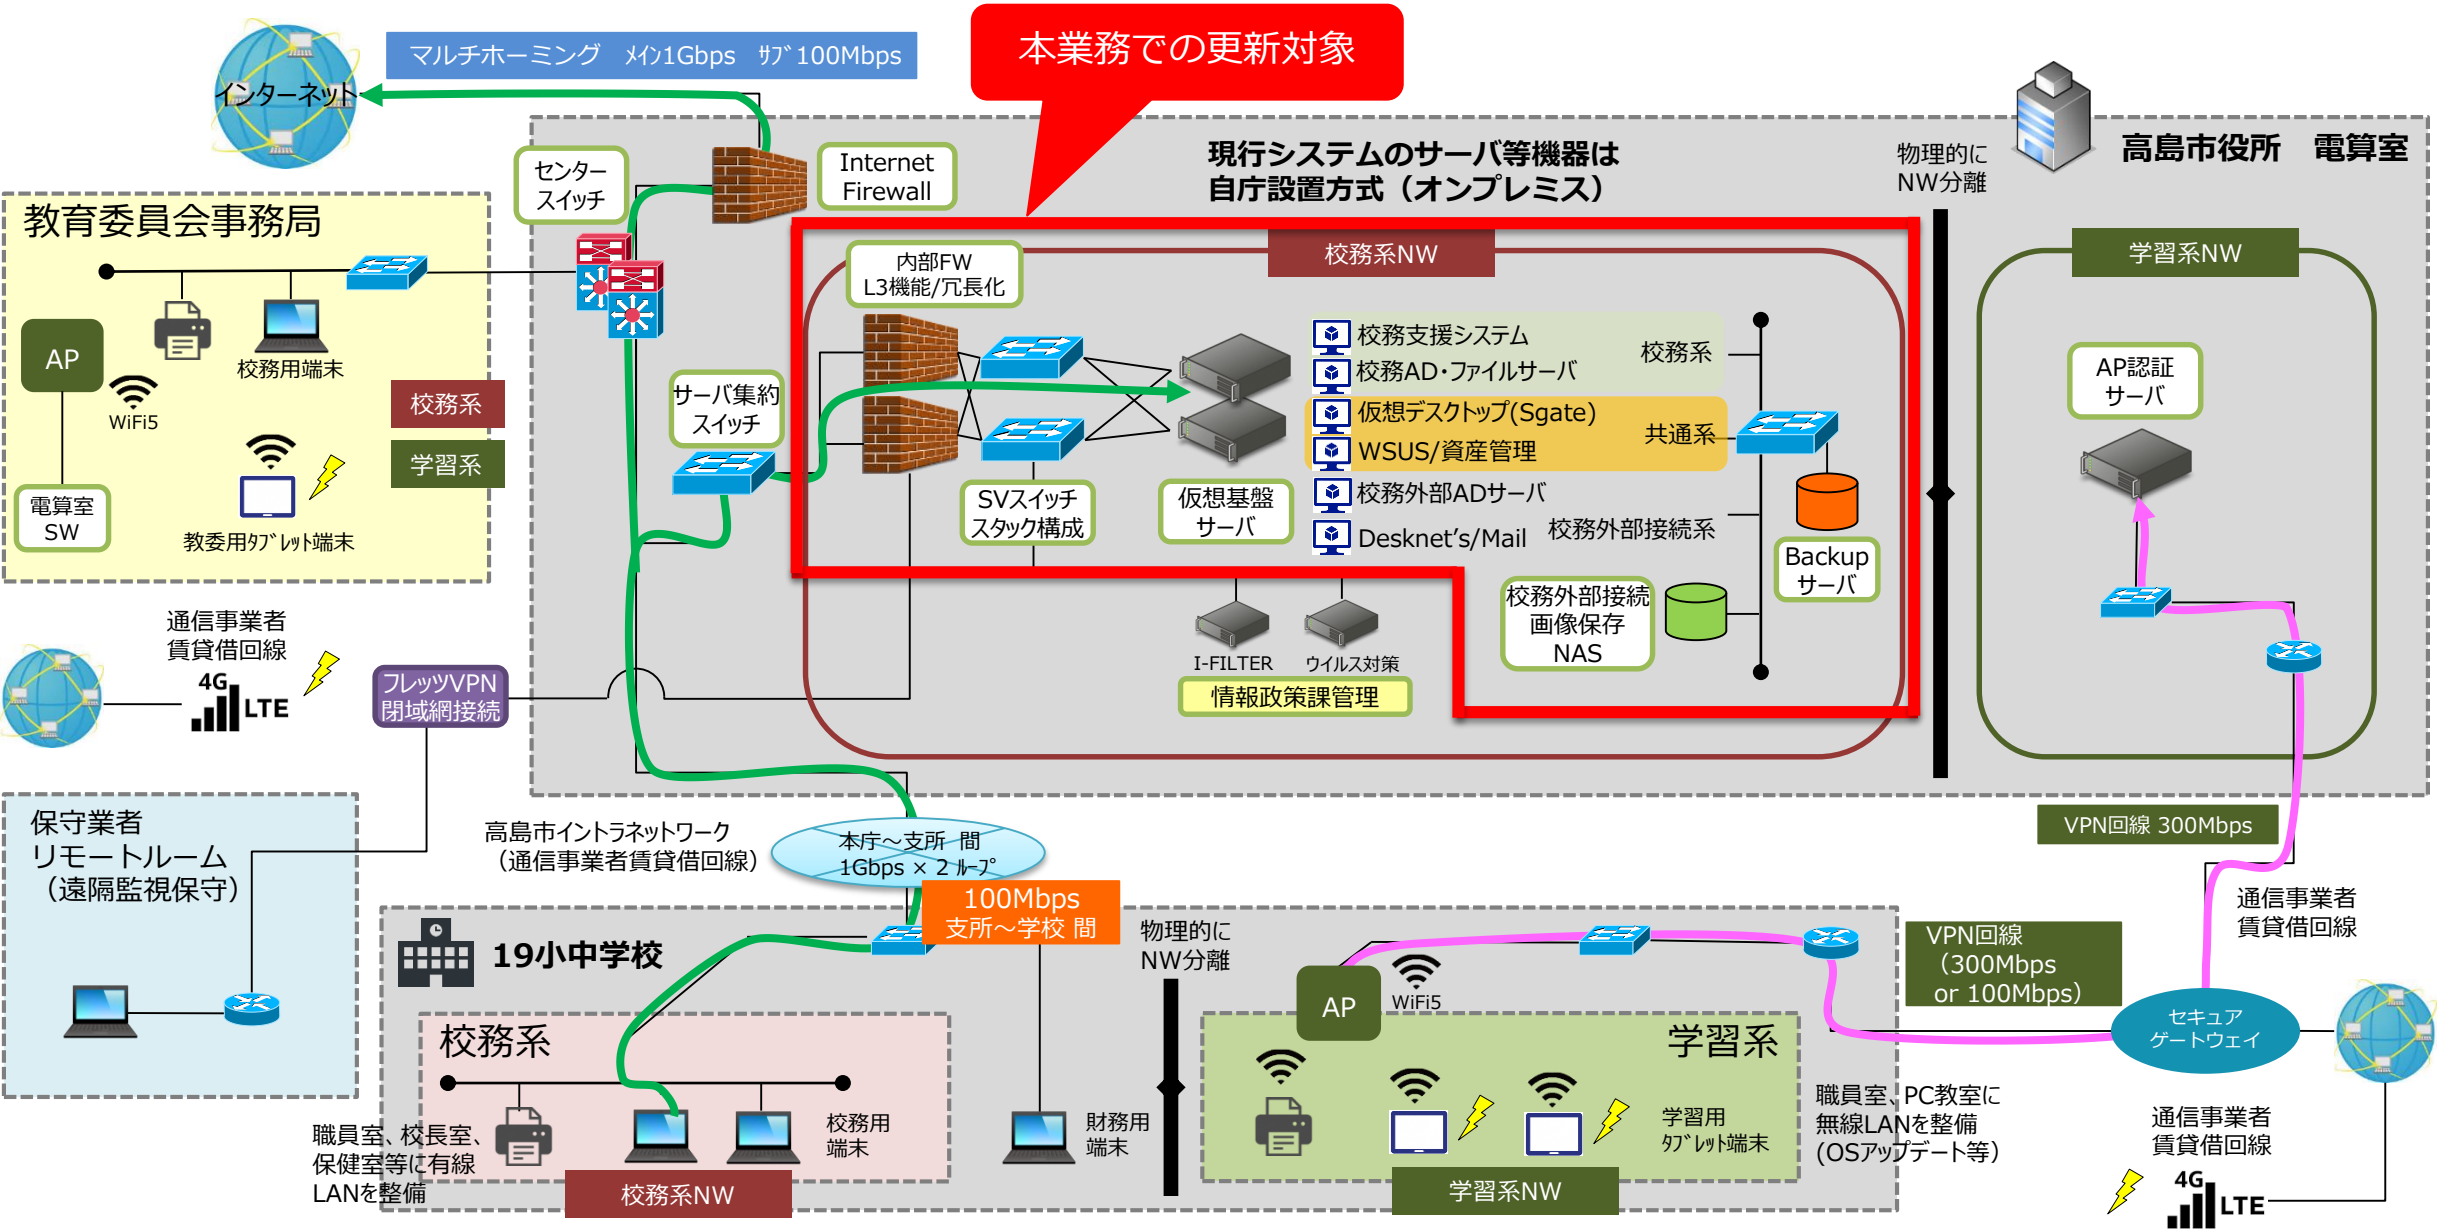 本業務での更新対象
マルチホーミング　ﾒｲﾝ1Gbps　ｻﾌﾞ100Mbps
インターネット
センター
スイッチ
Internet
Firewall
現行システムのサーバ等機器は
自庁設置方式（オンプレミス）
物理的に
NW分離
高島市役所　電算室
教育委員会事務局
校務系NW
学習系NW
内部FW
L3機能/冗長化
AP
WiFi5
校務用端末
校務系
学習系
電算室
SW
教委用ﾀﾌﾞﾚｯﾄ端末
サーバ集約
スイッチ
SVスイッチ
スタック構成
仮想基盤
サーバ
校務支援システム
校務AD・ファイルサーバ
校務系
仮想デスクトップ(Sgate)
WSUS/資産管理
共通系
校務外部ADサーバ
Desknet's/Mail
校務外部接続系
Backup
サーバ
校務外部接続
画像保存
NAS
AP認証
サーバ
I-FILTER
ウイルス対策
情報政策課管理
通信事業者
賃貸借回線
4G
LTE
フレッツVPN
閉域網接続
保守業者
リモートルーム
（遠隔監視保守）
高島市イントラネットワーク
（通信事業者賃貸借回線）
本庁～支所 間
1Gbps × 2 ﾙｰﾌﾟ
100Mbps
支所～学校 間
VPN回線 300Mbps
通信事業者
賃貸借回線
19小中学校
物理的に
NW分離
AP
WiFi5
VPN回線
（300Mbps
or 100Mbps）
セキュア
ゲートウェイ
校務系
学習系
職員室、校長室、
保健室等に有線
LANを整備
校務用
端末
財務用
端末
学習用
ﾀﾌﾞﾚｯﾄ端末
職員室、PC教室に
無線LANを整備
(OSアップデート等)
校務系NW
学習系NW
通信事業者
賃貸借回線
4G
LTE